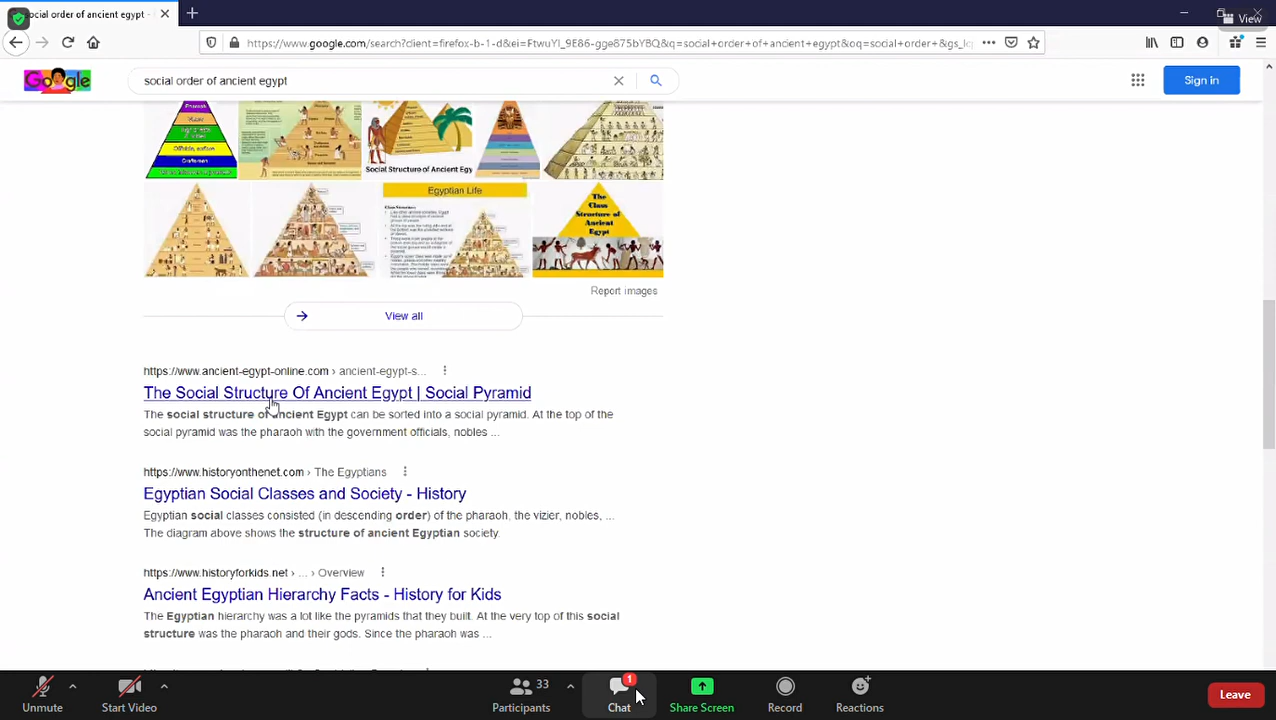 social order of ancient egypt -
View
https://www.google.com/search?client=firefox-b-1-d&ei=FtwuYI_9E86-gge875bYBQ&q=social+order+of+ancient+egypt&oq=social+order+&gs_lc
Google
social order of ancient egypt
Sign in
Pharaoh
Craftsmen
Social Structure of Ancient Egy
Egyptian Life
The
Class
Structure of
Ancient
Egypt
Report images
View all
https://www.ancient-egypt-online.com › ancient-egypt-s...
The Social Structure Of Ancient Egypt | Social Pyramid
The social structure of ancient Egypt can be sorted into a social pyramid. At the top of the
social pyramid was the pharaoh with the government officials, nobles ...
https://www.historyonthenet.com › The Egyptians
Egyptian Social Classes and Society - History
Egyptian social classes consisted (in descending order) of the pharaoh, the vizier, nobles, ...
The diagram above shows the structure of ancient Egyptian society.
https://www.historyforkids.net › ... › Overview
Ancient Egyptian Hierarchy Facts - History for Kids
The Egyptian hierarchy was a lot like the pyramids that they built. At the very top of this social
structure was the pharaoh and their gods. Since the pharaoh was ...
33
1
Unmute
Start Video
Participants
Chat
Share Screen
Record
Reactions
Leave